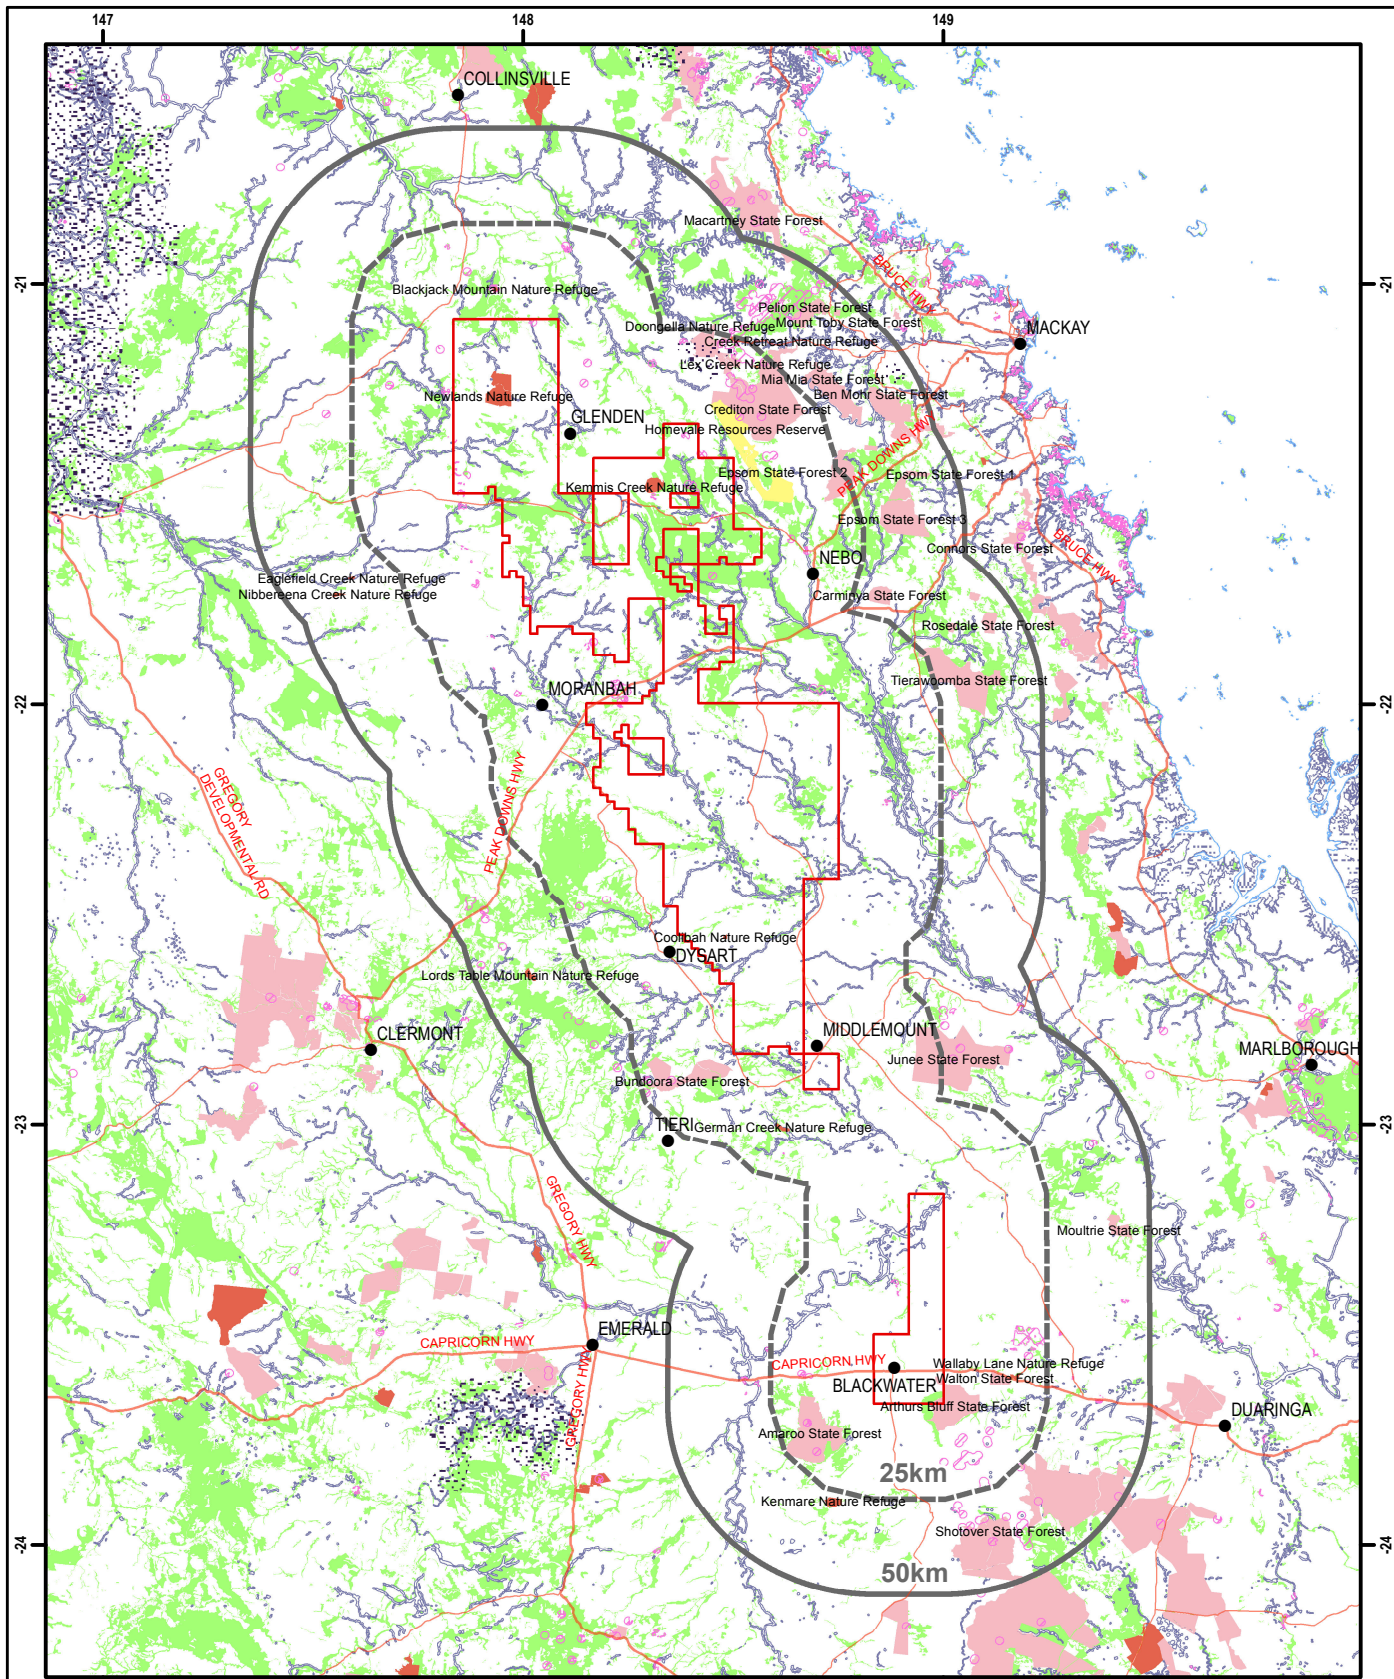 147
148
149
COLLINSVILLE
Macartney State Forest
BRUCE HWY
-21
-21
Blackjack Mountain Nature Refuge
Pelion State Forest
Doongella Nature Refuge
Mount Toby State Forest
MACKAY
Creek Retreat Nature Refuge
Lex Creek Nature Refuge
Mia Mia State Forest
Newlands Nature Refuge
Ben Mohr State Forest
Crediton State Forest
GLENDEN
Homevale Resources Reserve
PEAK DOWNS HWY
Epsom State Forest 2
Epsom State Forest 1
Kemmis Creek Nature Refuge
Epsom State Forest 3
Connors State Forest
BRUCE HWY
NEBO
Eaglefield Creek Nature Refuge
Nibbereena Creek Nature Refuge
Carminya State Forest
Rosedale State Forest
Tierawoomba State Forest
MORANBAH
-22
-22
GREGORY
DEVELOPMENTAL RD
PEAK DOWNS HWY
Coolibah Nature Refuge
DYSART
Lords Table Mountain Nature Refuge
CLERMONT
MIDDLEMOUNT
Junee State Forest
MARLBOROUGH
Bundoora State Forest
-23
-23
TIERI
German Creek Nature Refuge
GREGORY HWY
Moultrie State Forest
EMERALD
CAPRICORN HWY
CAPRICORN HWY
Wallaby Lane Nature Refuge
Walton State Forest
BLACKWATER
GREGORY HWY
Arthurs Bluff State Forest
DUARINGA
Amaroo State Forest
25km
Kenmare Nature Refuge
Shotover State Forest
-24
-24
50km